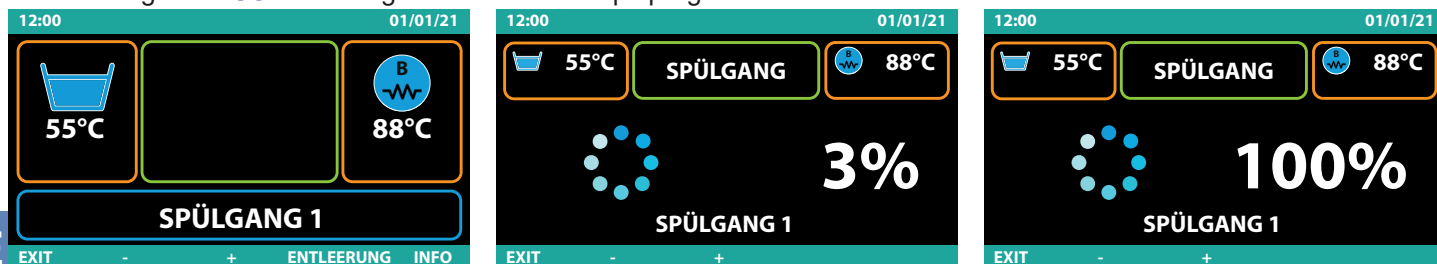 12:00 01/01/21
55°C
B
88°C
SPÜLGANG 1
EXIT - + ENTLEERUNG INFO
12:00 01/01/21
55°C SPÜLGANG B 88°C
3%
SPÜLGANG 1
EXIT - +
12:00 01/01/21
55°C SPÜLGANG B 88°C
100%
SPÜLGANG 1
EXIT - +